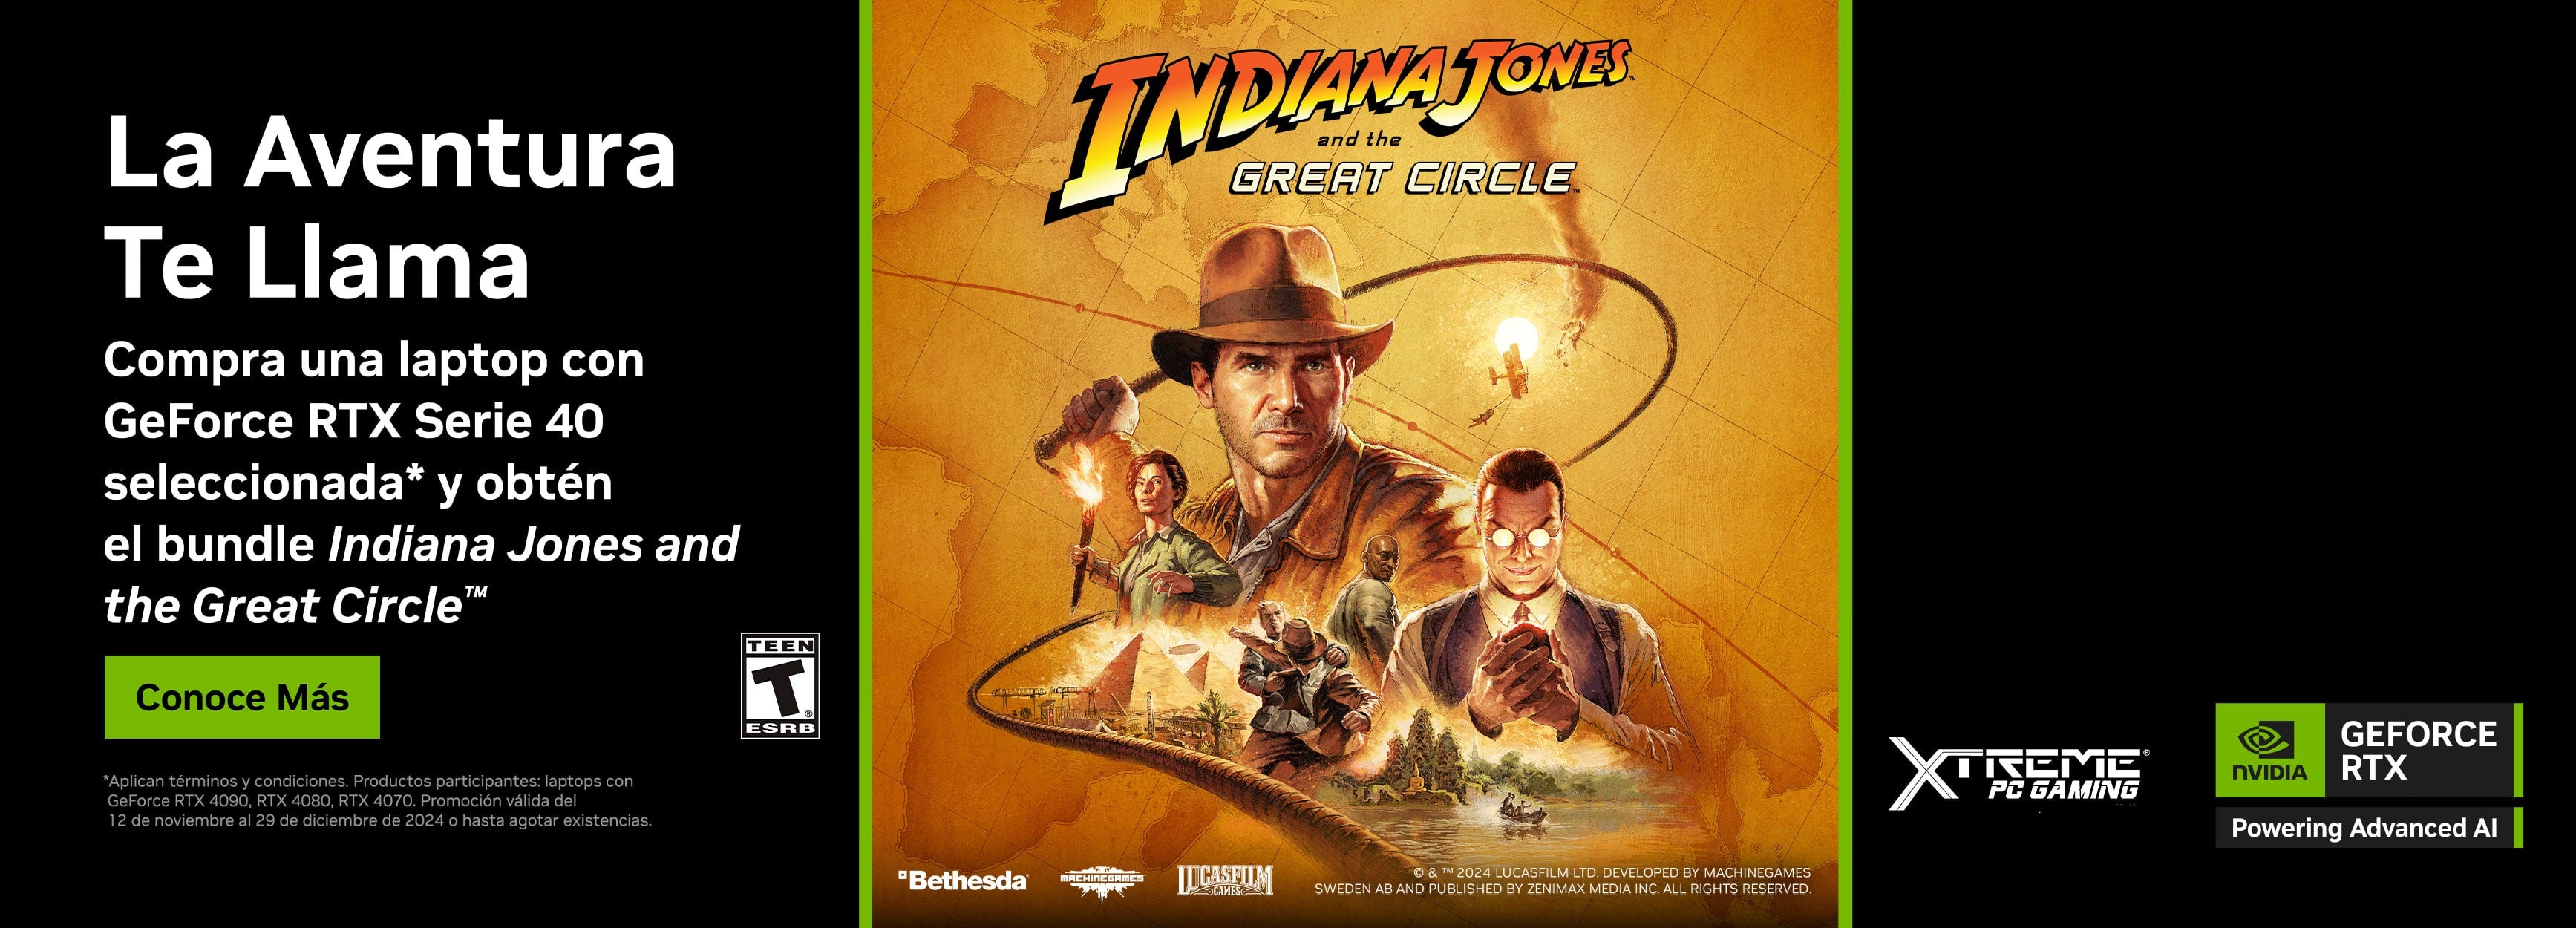 La Aventura
Te Llama
Compra una laptop con
GeForce RTX Serie 40
seleccionada* y obtén
el bundle Indiana Jones and
the Great Circle™
Conoce Más
TEEN
T®
ESRB
*Aplican términos y condiciones. Productos participantes: laptops con
GeForce RTX 4090, RTX 4080, RTX 4070. Promoción válida del
12 de noviembre al 29 de diciembre de 2024 o hasta agotar existencias.
INDIANA JONES™
and the
GREAT CIRCLE™
Bethesda
MACHINEGAMES
LUCASFILM
GAMES
© & ™ 2024 LUCASFILM LTD. DEVELOPED BY MACHINEGAMES
SWEDEN AB AND PUBLISHED BY ZENIMAX MEDIA INC. ALL RIGHTS RESERVED.
XTREME®
PC GAMING
NVIDIA
GEFORCE
RTX
Powering Advanced AI